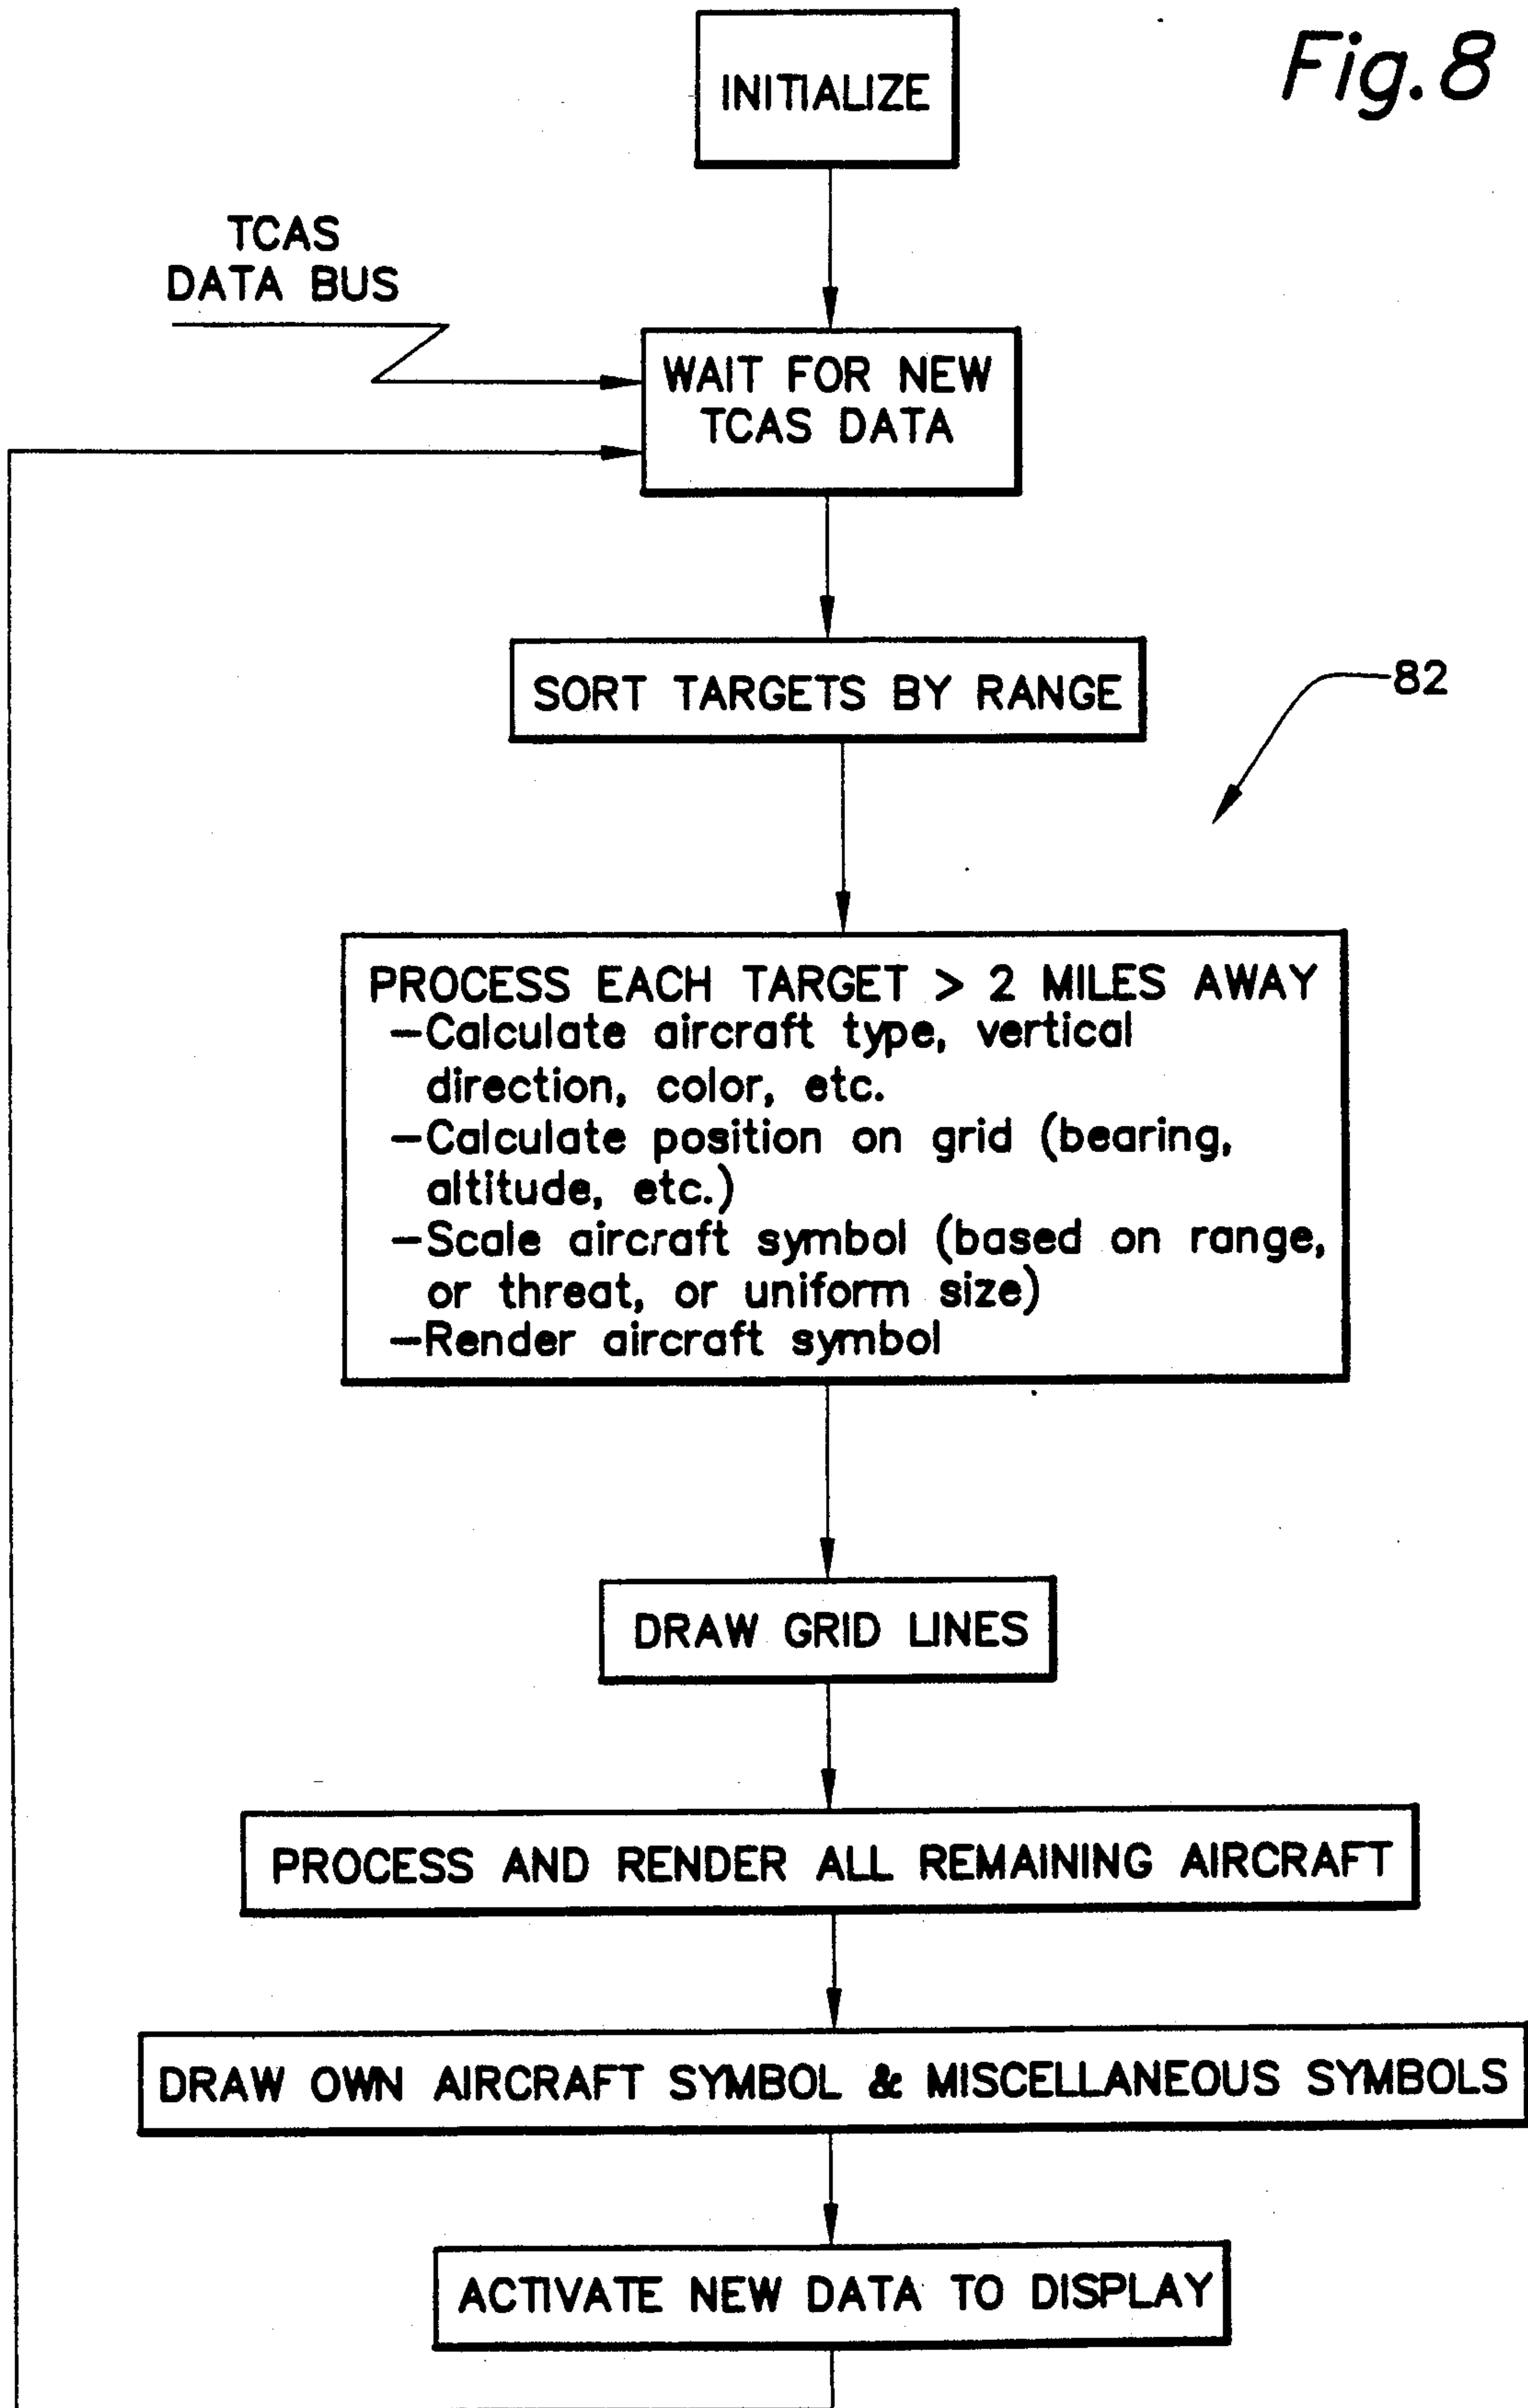 Fig.8
INITIALIZE
TCAS
DATA BUS
WAIT FOR NEW
TCAS DATA
SORT TARGETS BY RANGE
82
PROCESS EACH TARGET > 2 MILES AWAY
-Calculate aircraft type, vertical
direction, color, etc.
-Calculate position on grid (bearing,
altitude, etc.)
-Scale aircraft symbol (based on range,
or threat, or uniform size)
-Render aircraft symbol
DRAW GRID LINES
PROCESS AND RENDER ALL REMAINING AIRCRAFT
DRAW OWN AIRCRAFT SYMBOL & MISCELLANEOUS SYMBOLS
ACTIVATE NEW DATA TO DISPLAY